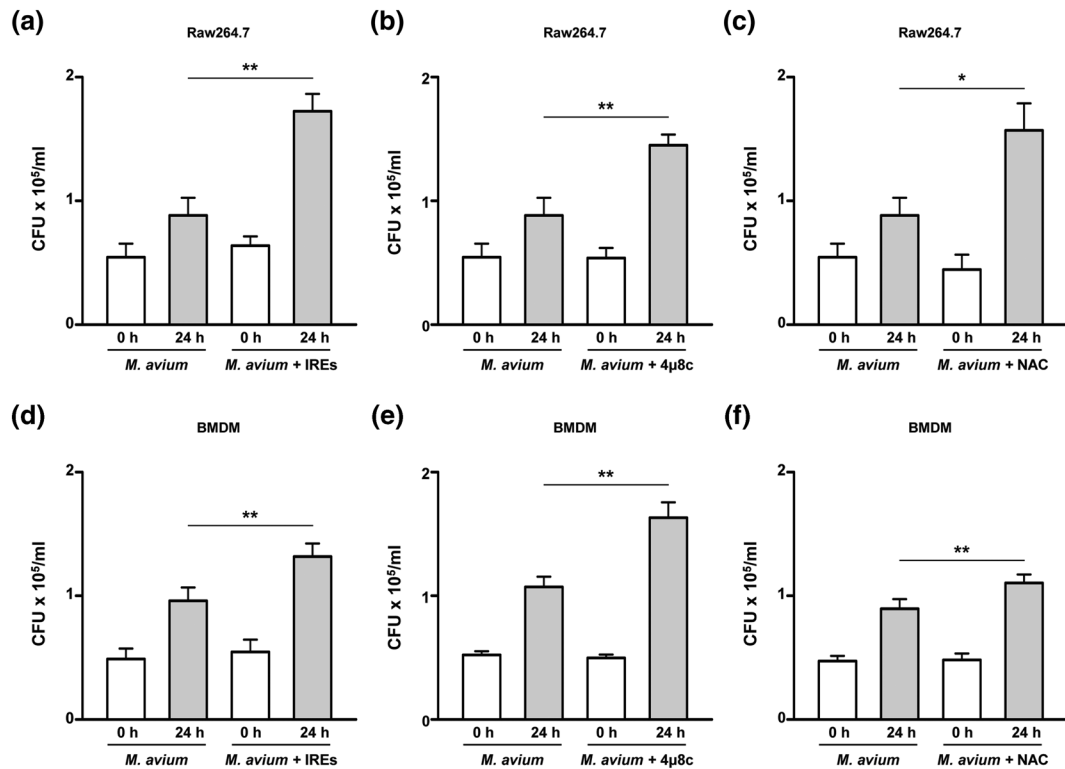 (a)
Raw264.7
**
2
1
0
CFU x 10⁵/ml
0 h 24 h 0 h 24 h
M. avium M. avium + IREs
(b)
Raw264.7
**
2
1
0
CFU x 10⁵/ml
0 h 24 h 0 h 24 h
M. avium M. avium + 4μ8c
(c)
Raw264.7
*
2
1
0
CFU x 10⁵/ml
0 h 24 h 0 h 24 h
M. avium M. avium + NAC
(d)
BMDM
**
2
1
0
CFU x 10⁵/ml
0 h 24 h 0 h 24 h
M. avium M. avium + IREs
(e)
BMDM
**
2
1
0
CFU x 10⁵/ml
0 h 24 h 0 h 24 h
M. avium M. avium + 4μ8c
(f)
BMDM
**
2
1
0
CFU x 10⁵/ml
0 h 24 h 0 h 24 h
M. avium M. avium + NAC